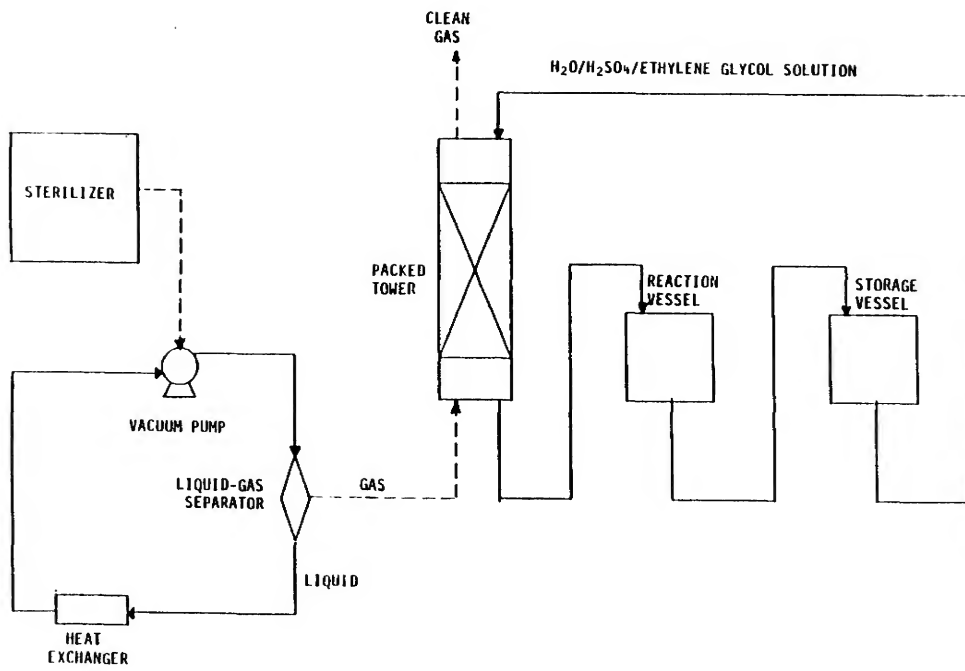 CLEAN
GAS
H₂O/H₂SO₄/ETHYLENE GLYCOL SOLUTION
STERILIZER
PACKED
TOWER
REACTION
VESSEL
STORAGE
VESSEL
VACUUM PUMP
LIQUID-GAS
SEPARATOR
GAS
LIQUID
HEAT
EXCHANGER